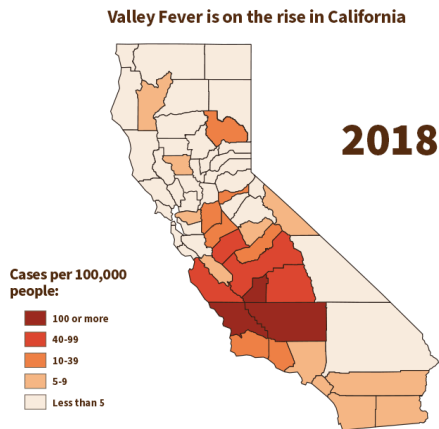 Valley Fever is on the rise in California
2018
Cases per 100,000
people:
100 or more
40-99
10-39
5-9
Less than 5